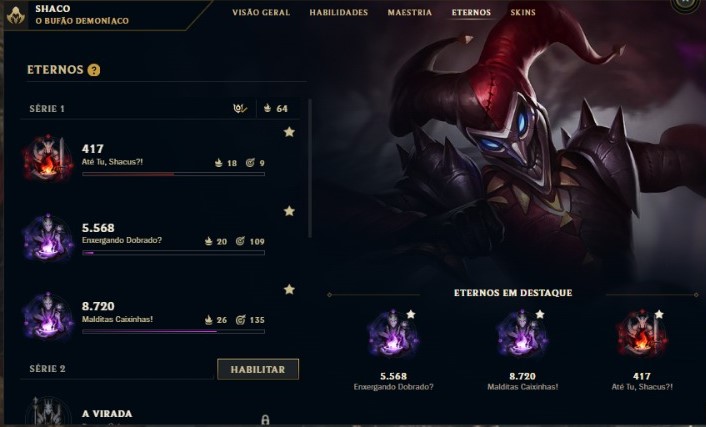 SHACO
O BUFÃO DEMONÍACO
VISÃO GERAL HABILIDADES MAESTRIA ETERNOS SKINS
ETERNOS ?
SÉRIE 1 64
417
Até Tu, Shacus?! 18 9
5.568
Enxergando Dobrado? 20 109
8.720
Malditas Caixinhas! 26 135
SÉRIE 2 HABILITAR
A VIRADA
ETERNOS EM DESTAQUE
5.568 8.720 417
Enxergando Dobrado? Malditas Caixinhas! Até Tu, Shacus?!